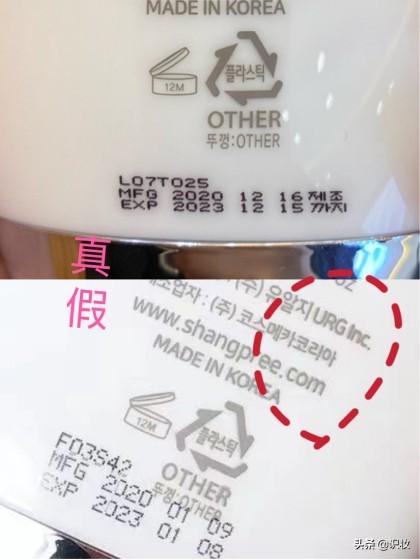 MADE IN KOREA
12M
플라스틱
OTHER
뚜껑:OTHER
L07T025
MFG 2020 12 16 제조
EXP 2023 12 15 까지
真
假
(주) 유알지 URG Inc.
조업자 : (주) 코스메카코리아
www.shangpree.com
MADE IN KOREA
12M
플라스틱
OTHER
뚜껑:OTHER
F03S42
MFG 2020 01 09
EXP 2023 01 08
头条 @识妆